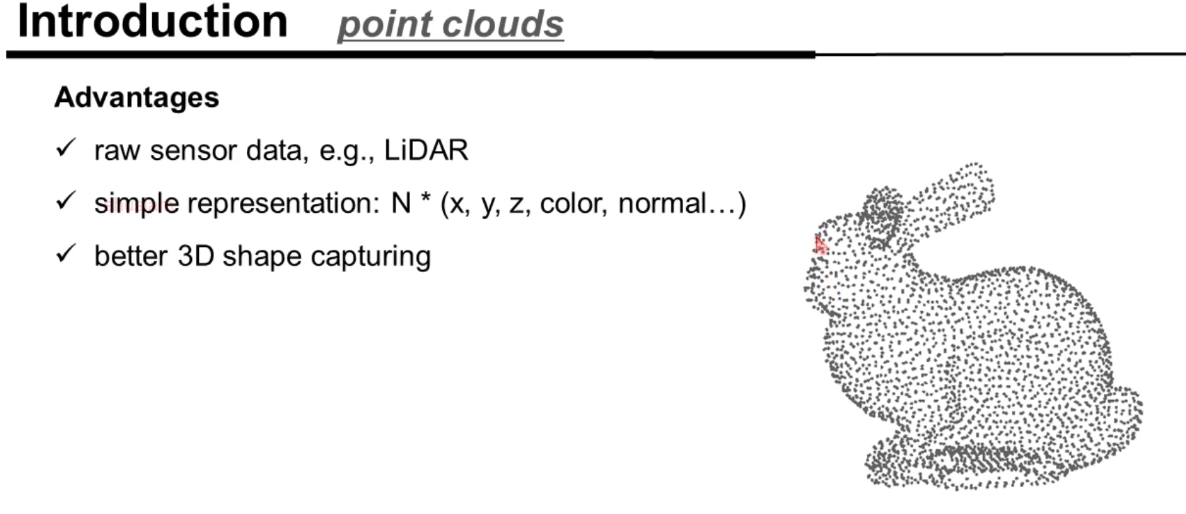 Introduction point clouds
Advantages
✓ raw sensor data, e.g., LiDAR
✓ simple representation: N * (x, y, z, color, normal…)
✓ better 3D shape capturing